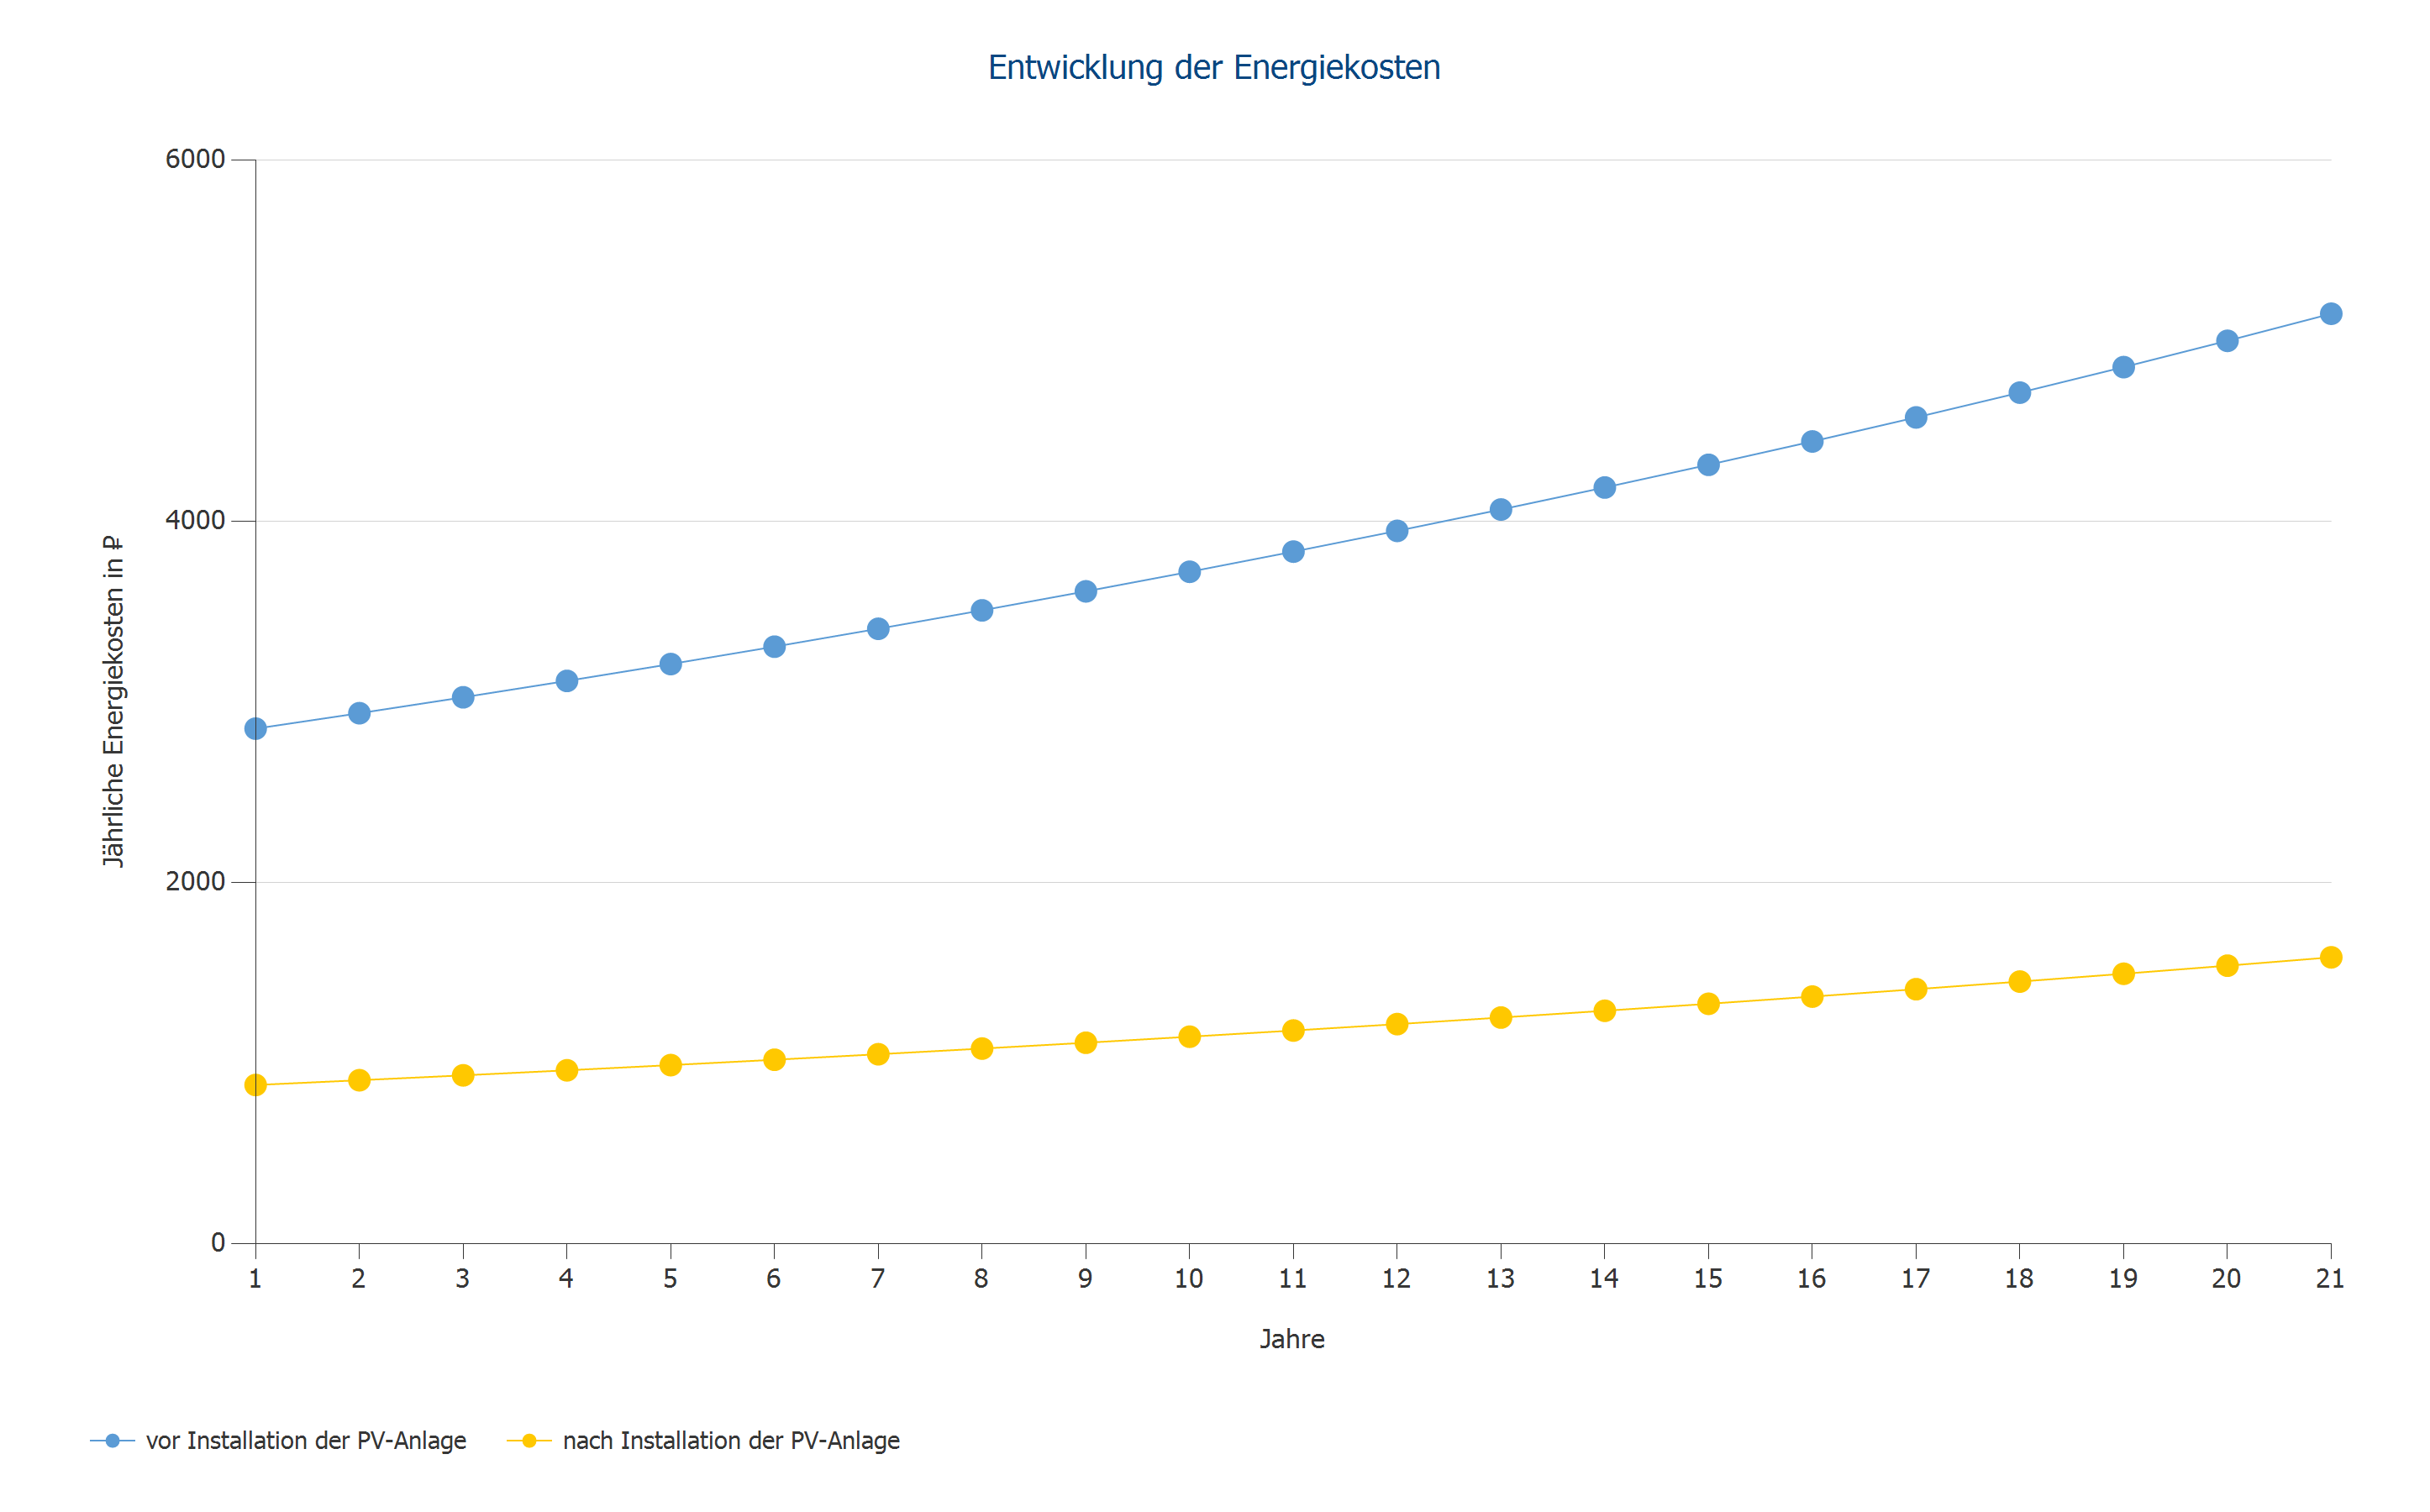 Entwicklung der Energiekosten
Jährliche Energiekosten in ₽
6000
4000
2000
0
1 2 3 4 5 6 7 8 9 10 11 12 13 14 15 16 17 18 19 20 21
Jahre
vor Installation der PV-Anlage nach Installation der PV-Anlage